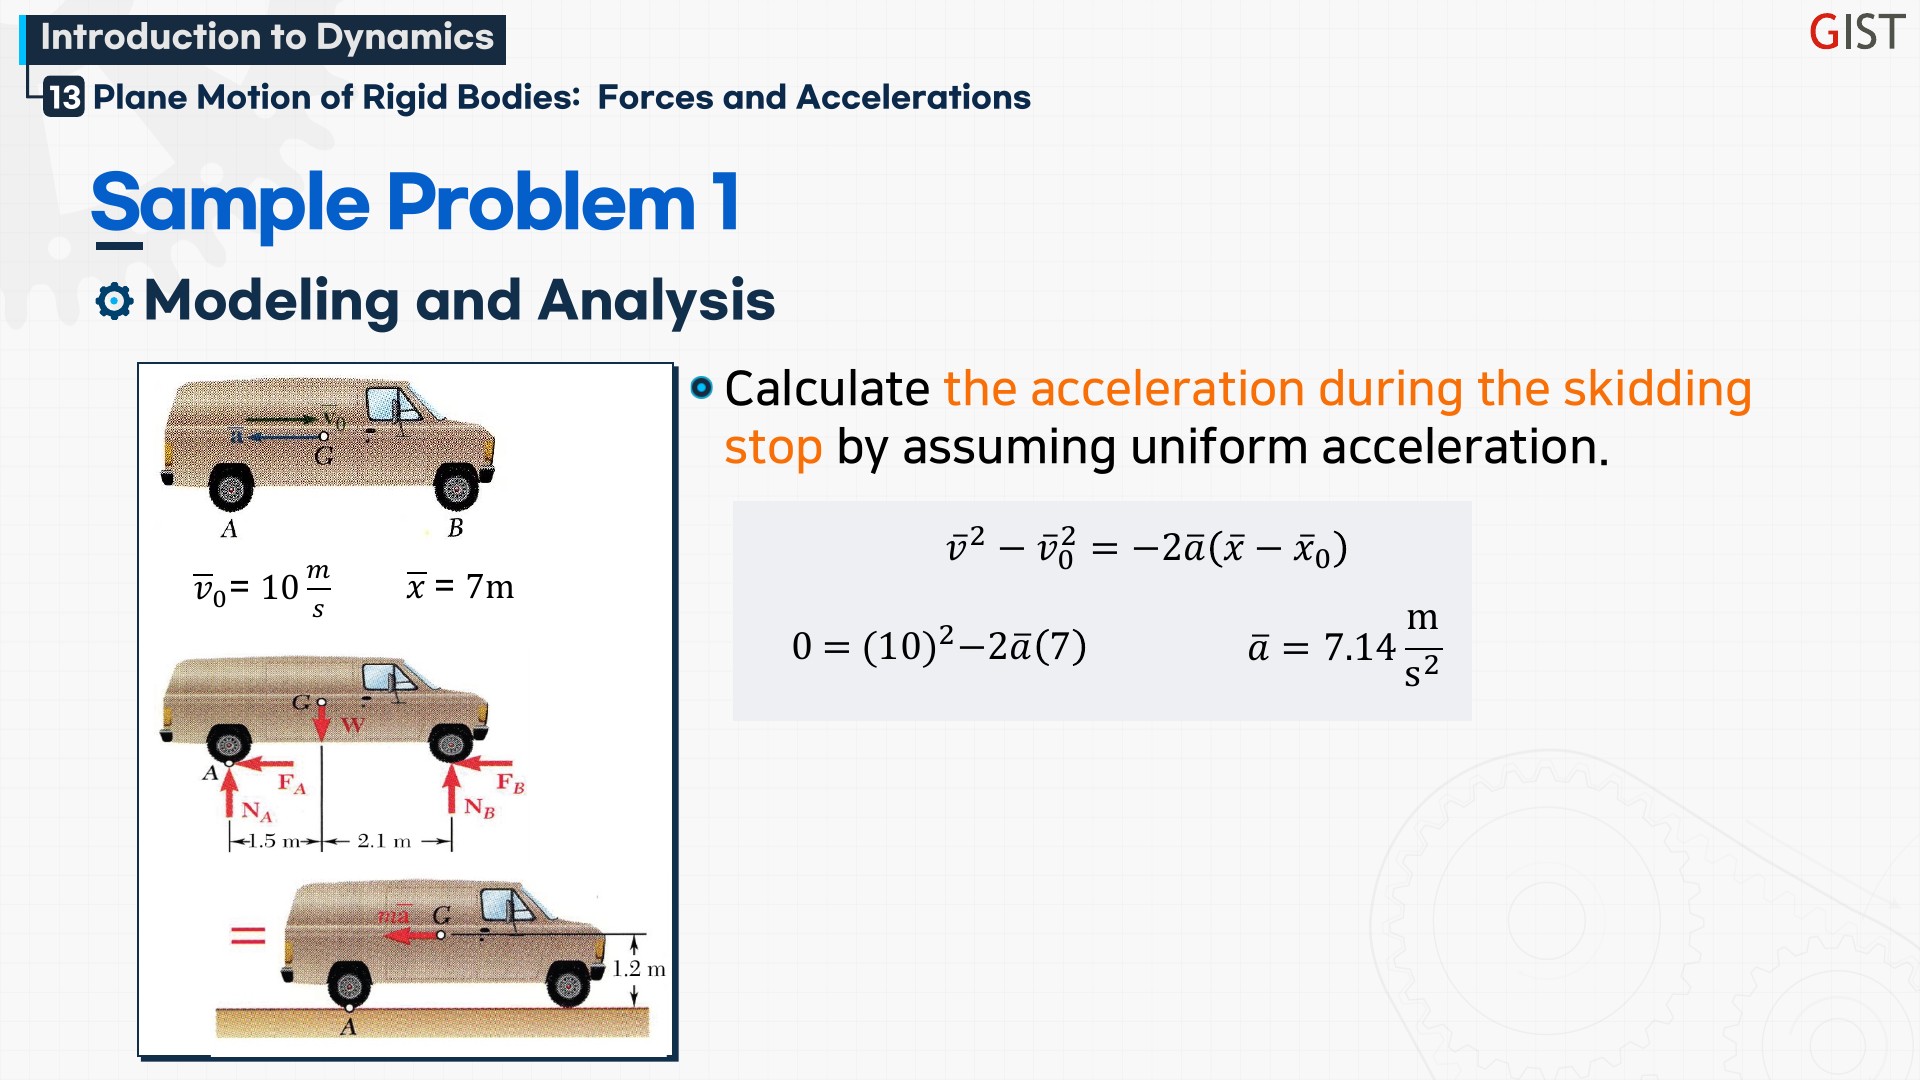 Introduction to Dynamics
GIST
13 Plane Motion of Rigid Bodies: Forces and Accelerations
Sample Problem 1
Modeling and Analysis
v̄₀
ā
G
A B
v̄₀= 10 m/s x̄ = 7m
G
W
A
F_A
F_B
N_A
N_B
1.5 m 2.1 m
mā G
=
1.2 m
A
Calculate the acceleration during the skidding
stop by assuming uniform acceleration.
v̄² − v̄₀² = −2ā(x̄ − x̄₀)
0 = (10)²−2ā(7) ā = 7.14 m/s²